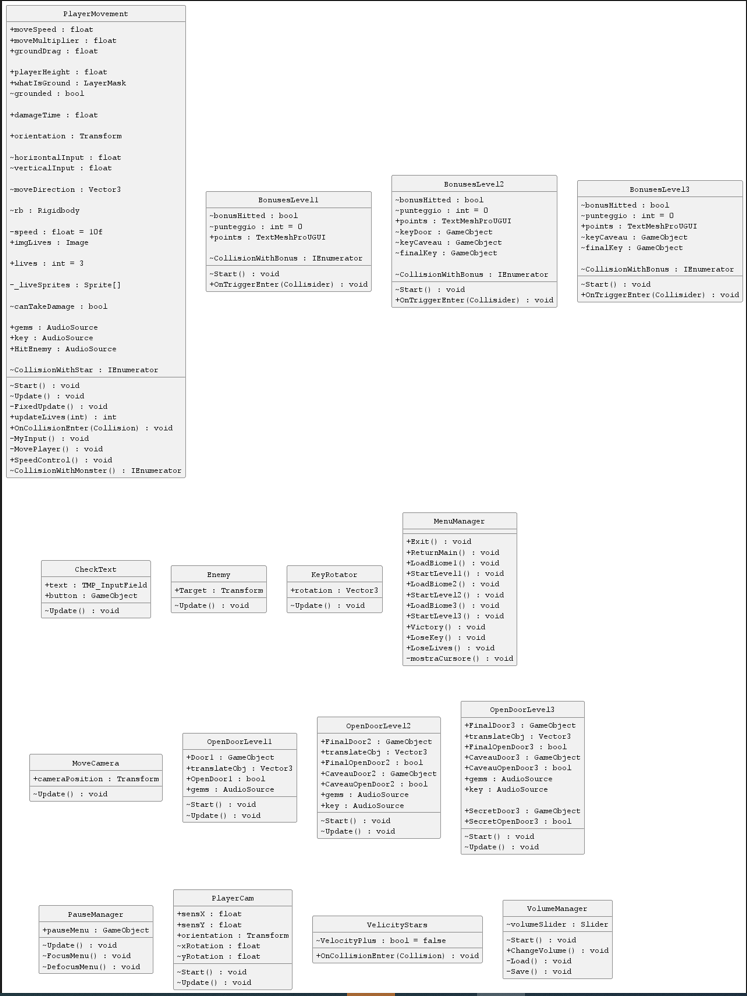 PlayerMovement
+moveSpeed : float
+moveMultiplier : float
+groundDrag : float
+playerHeight : float
+whatIsGround : LayerMask
~grounded : bool
+damageTime : float
+orientation : Transform
~horizontalInput : float
~verticalInput : float
~moveDirection : Vector3
~rb : Rigidbody
-speed : float = 10f
+imgLives : Image
+lives : int = 3
-_liveSprites : Sprite[]
~canTakeDamage : bool
+gems : AudioSource
+key : AudioSource
+HitEnemy : AudioSource
~CollisionWithStar : IEnumerator
~Start() : void
~Update() : void
-FixedUpdate() : void
+updateLives(int) : int
+OnCollisionEnter(Collision) : void
-MyInput() : void
-MovePlayer() : void
+SpeedControl() : void
~CollisionWithMonster() : IEnumerator
BonusesLevel1
~bonusHitted : bool
-punteggio : int = 0
+points : TextMeshProUGUI
~CollisionWithBonus : IEnumerator
~Start() : void
+OnTriggerEnter(Collisider) : void
BonusesLevel2
~bonusHitted : bool
-punteggio : int = 0
+points : TextMeshProUGUI
~keyDoor : GameObject
~keyCaveau : GameObject
~finalKey : GameObject
~CollisionWithBonus : IEnumerator
~Start() : void
+OnTriggerEnter(Collisider) : void
BonusesLevel3
~bonusHitted : bool
-punteggio : int = 0
+points : TextMeshProUGUI
~keyCaveau : GameObject
~finalKey : GameObject
~CollisionWithBonus : IEnumerator
~Start() : void
+OnTriggerEnter(Collisider) : void
CheckText
+text : TMP_InputField
+button : GameObject
~Update() : void
Enemy
+Target : Transform
~Update() : void
KeyRotator
+rotation : Vector3
~Update() : void
MenuManager
+Exit() : void
+ReturnMain() : void
+LoadBiome1() : void
+StartLevel1() : void
+LoadBiome2() : void
+StartLevel2() : void
+LoadBiome3() : void
+StartLevel3() : void
+Victory() : void
+LoseKey() : void
+LoseLives() : void
-mostraCursore() : void
MoveCamera
+cameraPosition : Transform
~Update() : void
OpenDoorLevel1
+Door1 : GameObject
+translateObj : Vector3
+OpenDoor1 : bool
+gems : AudioSource
~Start() : void
~Update() : void
OpenDoorLevel2
+FinalDoor2 : GameObject
+translateObj : Vector3
+FinalOpenDoor2 : bool
+CaveauDoor2 : GameObject
+CaveauOpenDoor2 : bool
+gems : AudioSource
+key : AudioSource
~Start() : void
~Update() : void
OpenDoorLevel3
+FinalDoor3 : GameObject
+translateObj : Vector3
+FinalOpenDoor3 : bool
+CaveauDoor3 : GameObject
+CaveauOpenDoor3 : bool
+gems : AudioSource
+key : AudioSource
+SecretDoor3 : GameObject
+SecretOpenDoor3 : bool
~Start() : void
~Update() : void
PauseManager
+pauseMenu : GameObject
~Update() : void
-FocusMenu() : void
~DefocusMenu() : void
PlayerCam
+sensX : float
+sensY : float
+orientation : Transform
~xRotation : float
~yRotation : float
~Start() : void
~Update() : void
VelicityStars
~VelocityPlus : bool = false
+OnCollisionEnter(Collision) : void
VolumeManager
~volumeSlider : Slider
~Start() : void
+ChangeVolume() : void
-Load() : void
-Save() : void